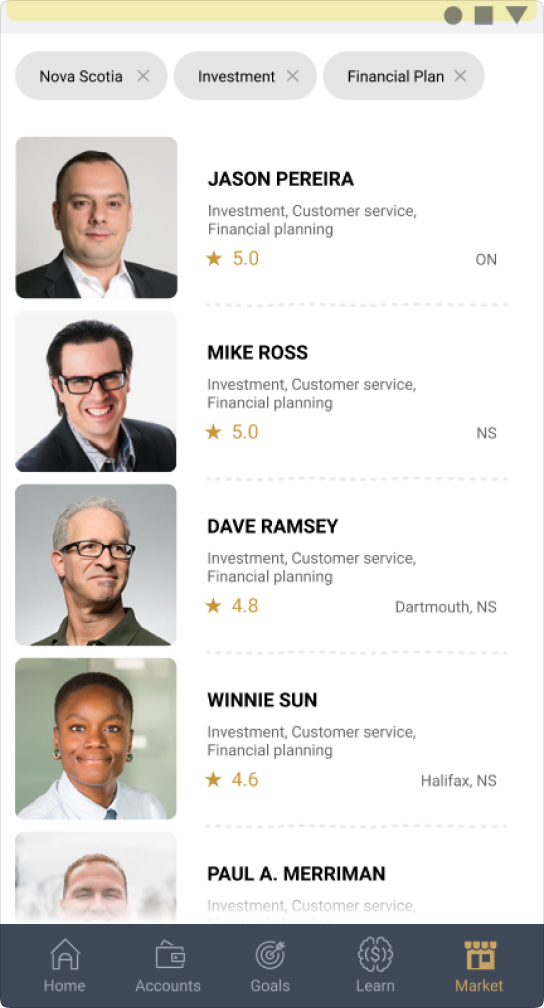 Nova Scotia
Investment
Financial Plan
JASON PEREIRA
Investment, Customer service,
Financial planning
5.0
ON
MIKE ROSS
Investment, Customer service,
Financial planning
5.0
NS
DAVE RAMSEY
Investment, Customer service,
Financial planning
4.8
Dartmouth, NS
WINNIE SUN
Investment, Customer service,
Financial planning
4.6
Halifax, NS
PAUL A. MERRIMAN
Investment, Customer service,
Home
Accounts
Goals
Learn
Market